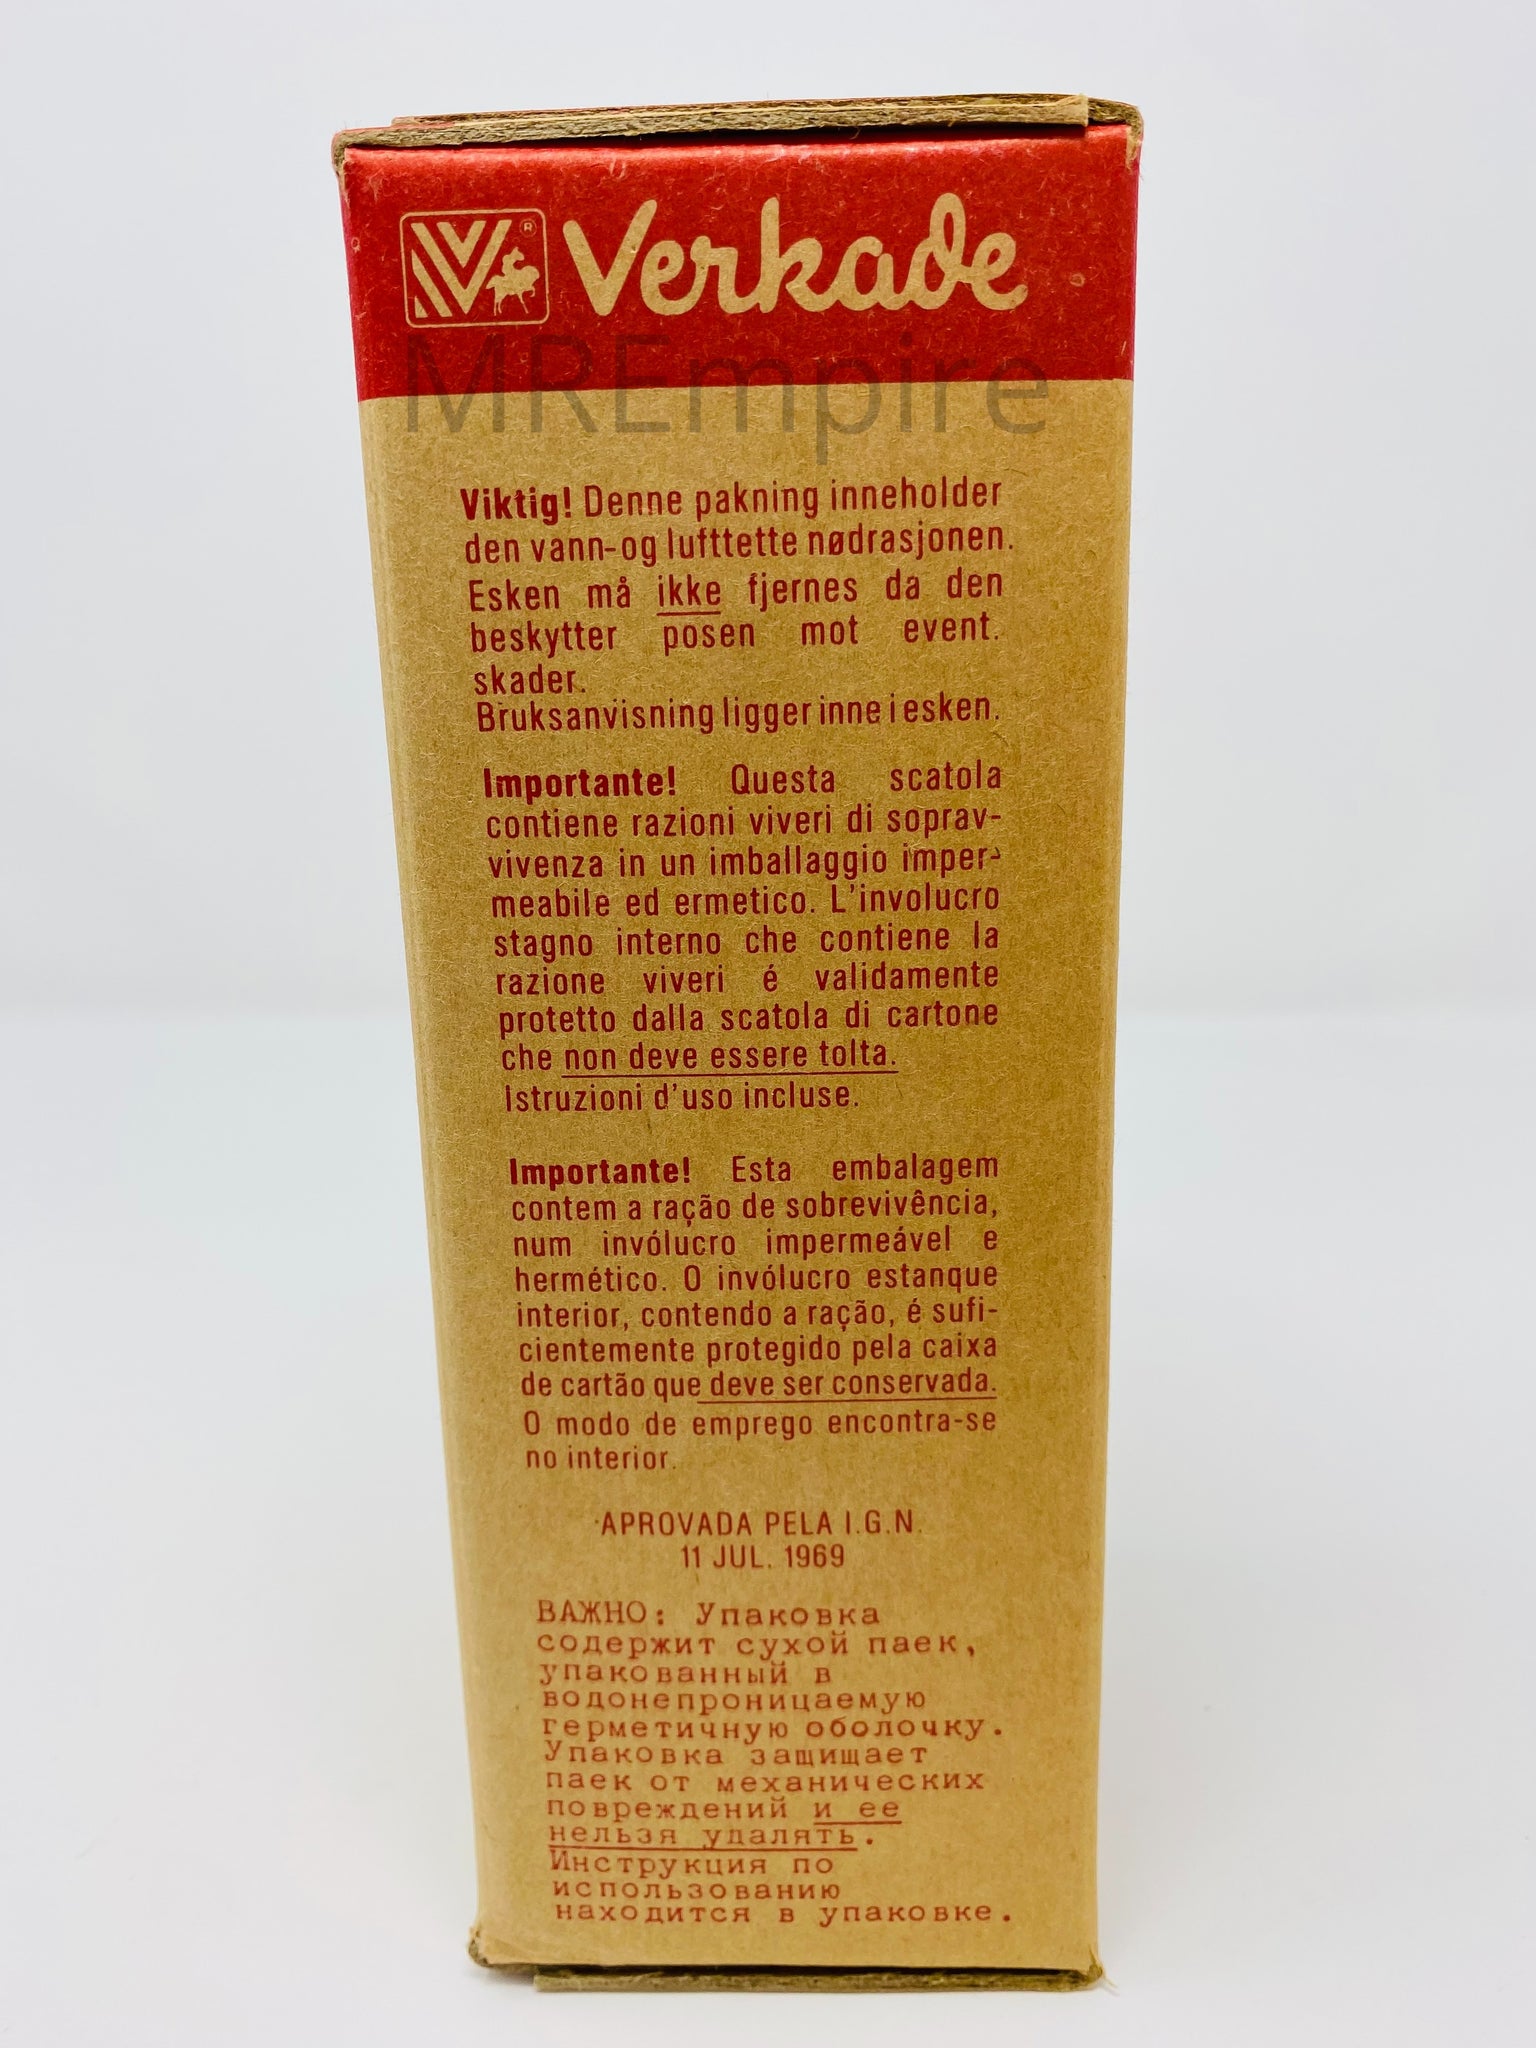 Verkade
MREmpire
Viktig! Denne pakning inneholder
den vann-og lufttette nødrasjonen.
Esken må ikke fjernes da den
beskytter posen mot event.
skader.
Bruksanvisning ligger inne i esken.
Importante! Questa scatola
contiene razioni viveri di soprav-
vivenza in un imballaggio imper-
meabile ed ermetico. L'involucro
stagno interno che contiene la
razione viveri é validamente
protetto dalla scatola di cartone
che non deve essere tolta.
Istruzioni d'uso incluse.
Importante! Esta embalagem
contem a ração de sobrevivência,
num invólucro impermeável e
hermético. O invólucro estanque
interior, contendo a ração, é sufi-
cientemente protegido pela caixa
de cartão que deve ser conservada.
O modo de emprego encontra-se
no interior.
APROVADA PELA I.G.N.
11 JUL. 1969
ВАЖНО: Упаковка
содержит сухой паек,
упакованный в
водонепроницаемую
герметичную оболочку.
Упаковка защищает
паек от механических
повреждений и ее
нельзя удалять.
Инструкция по
использованию
находится в упаковке.